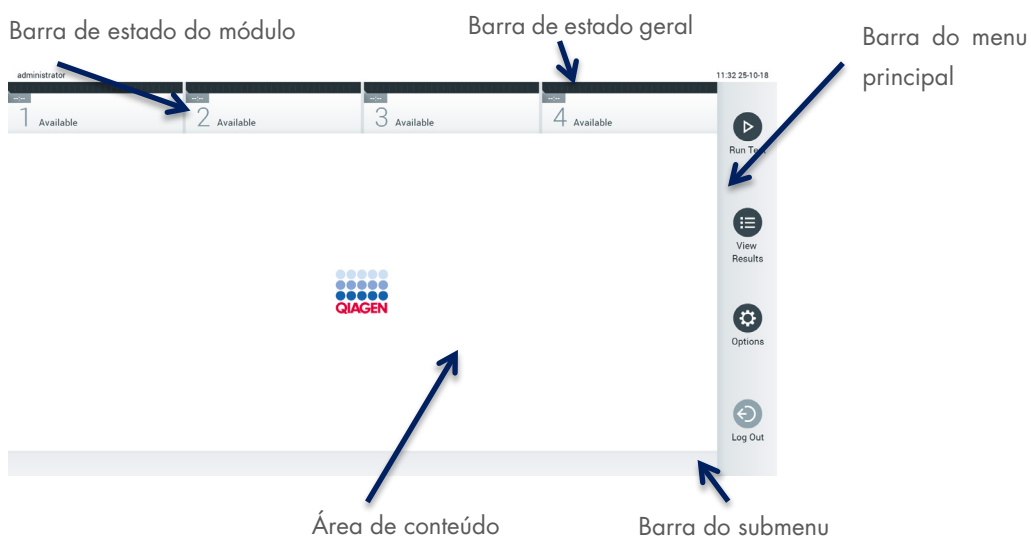 Barra de estado do módulo
Barra de estado geral
Barra do menu
principal
administrator
11:32 25-10-18
--:--
--:--
--:--
--:--
1 Available
2 Available
3 Available
4 Available
Run Test
View
Results
QIAGEN
Options
Log Out
Área de conteúdo
Barra do submenu